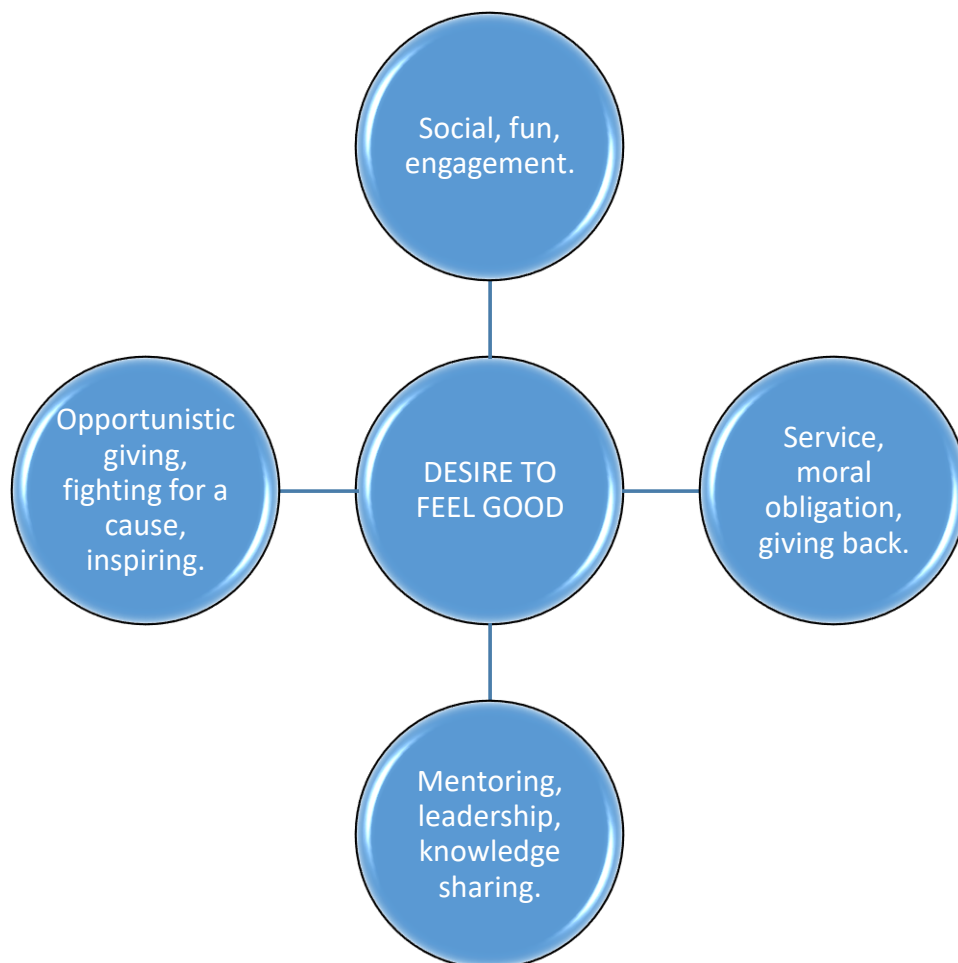 Social, fun,
engagement.
Opportunistic
giving,
fighting for a
cause,
inspiring.
DESIRE TO
FEEL GOOD
Service,
moral
obligation,
giving back.
Mentoring,
leadership,
knowledge
sharing.